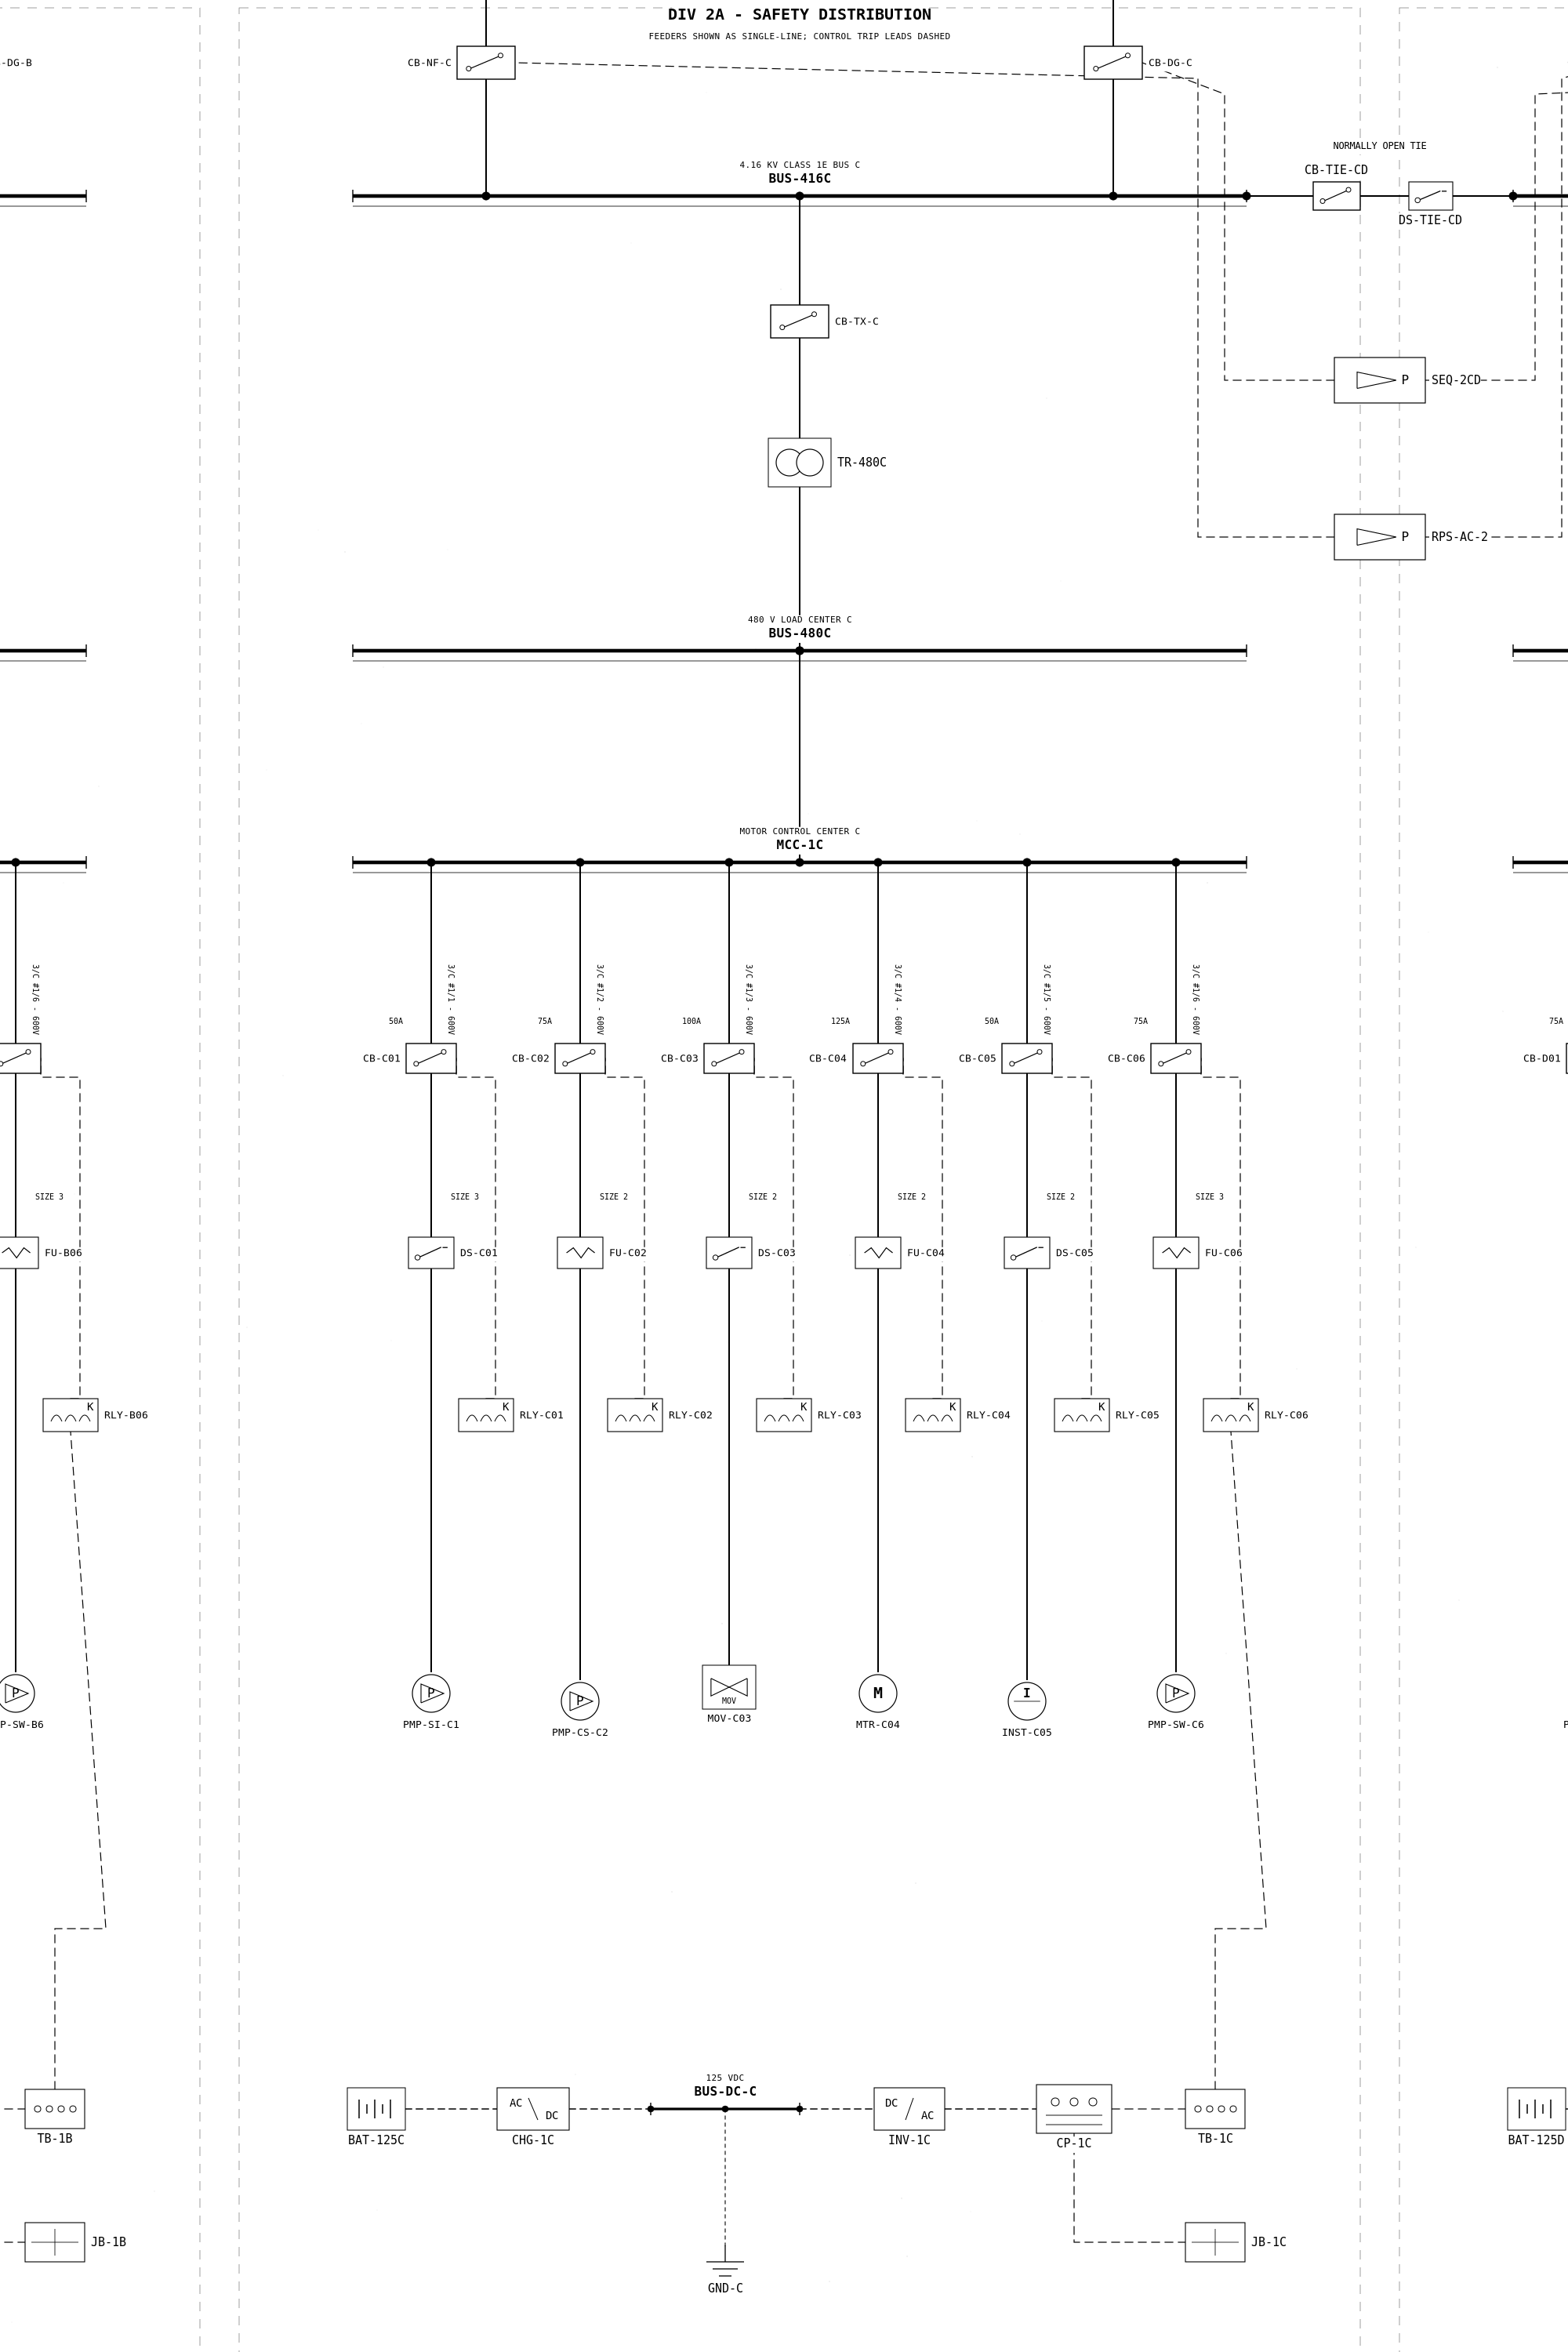 DIV 2A - SAFETY DISTRIBUTION
FEEDERS SHOWN AS SINGLE-LINE; CONTROL TRIP LEADS DASHED
-DG-B
CB-NF-C
CB-DG-C
NORMALLY OPEN TIE
4.16 KV CLASS 1E BUS C
BUS-416C
CB-TIE-CD
DS-TIE-CD
CB-TX-C
P
SEQ-2CD
TR-480C
P
RPS-AC-2
480 V LOAD CENTER C
BUS-480C
MOTOR CONTROL CENTER C
MCC-1C
3/C #1/6 - 600V
3/C #1/1 - 600V
3/C #1/2 - 600V
3/C #1/3 - 600V
3/C #1/4 - 600V
3/C #1/5 - 600V
3/C #1/6 - 600V
50A
75A
100A
125A
50A
75A
75A
CB-C01
CB-C02
CB-C03
CB-C04
CB-C05
CB-C06
CB-D01
SIZE 3
SIZE 3
SIZE 2
SIZE 2
SIZE 2
SIZE 2
SIZE 3
FU-B06
DS-C01
FU-C02
DS-C03
FU-C04
DS-C05
FU-C06
K
K
K
K
K
K
K
RLY-B06
RLY-C01
RLY-C02
RLY-C03
RLY-C04
RLY-C05
RLY-C06
P
P
P
MOV
M
I
P
P-SW-B6
PMP-SI-C1
PMP-CS-C2
MOV-C03
MTR-C04
INST-C05
PMP-SW-C6
P
125 VDC
BUS-DC-C
AC
DC
DC
AC
TB-1B
BAT-125C
CHG-1C
INV-1C
CP-1C
TB-1C
BAT-125D
JB-1B
JB-1C
GND-C